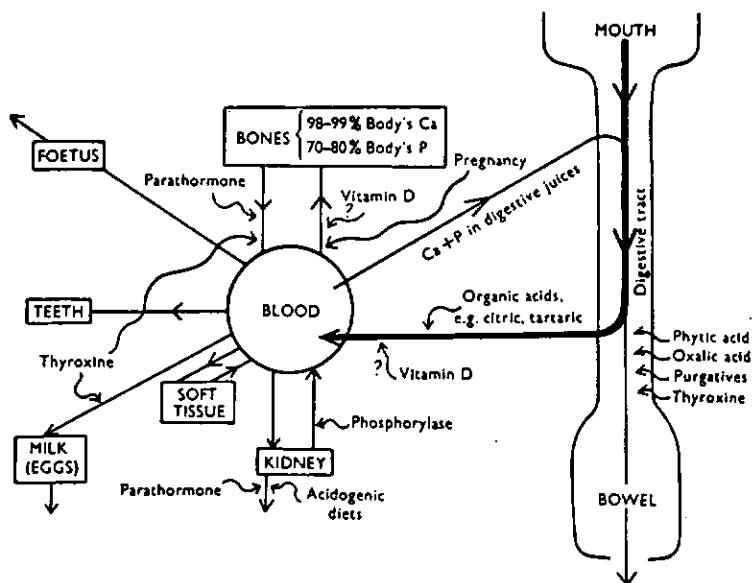 MOUTH
98–99% Body's Ca
BONES
70–80% Body's P
FOETUS
Pregnancy
Parathormone
Vitamin D
?
Ca+P in digestive juices
Digestive tract
TEETH
BLOOD
Organic acids,
e.g. citric, tartaric
Phytic acid
Oxalic acid
Purgatives
Thyroxine
?
Vitamin D
Thyroxine
SOFT
TISSUE
Phosphorylase
MILK
(EGGS)
KIDNEY
Parathormone
Acidogenic
diets
BOWEL